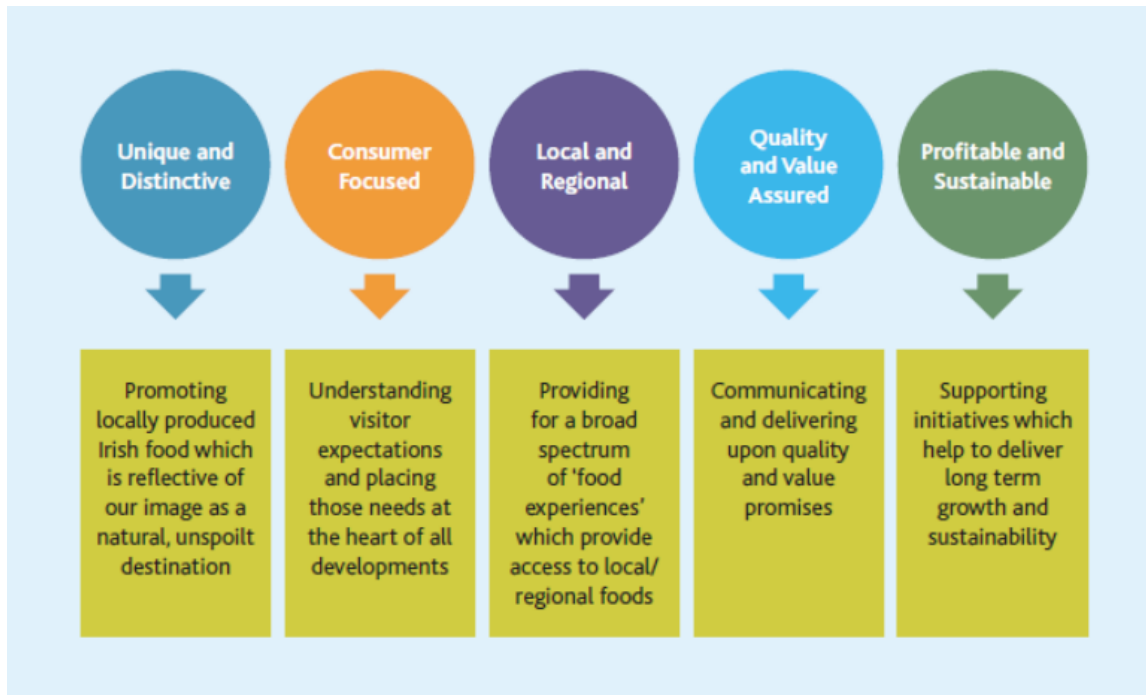 Unique and
Distinctive
Consumer
Focused
Local and
Regional
Quality
and Value
Assured
Profitable and
Sustainable
Promoting
locally produced
Irish food which
is reflective of
our image as a
natural, unspoilt
destination
Understanding
visitor
expectations
and placing
those needs at
the heart of all
developments
Providing
for a broad
spectrum
of ‘food
experiences’
which provide
access to local/
regional foods
Communicating
and delivering
upon quality
and value
promises
Supporting
initiatives which
help to deliver
long term
growth and
sustainability